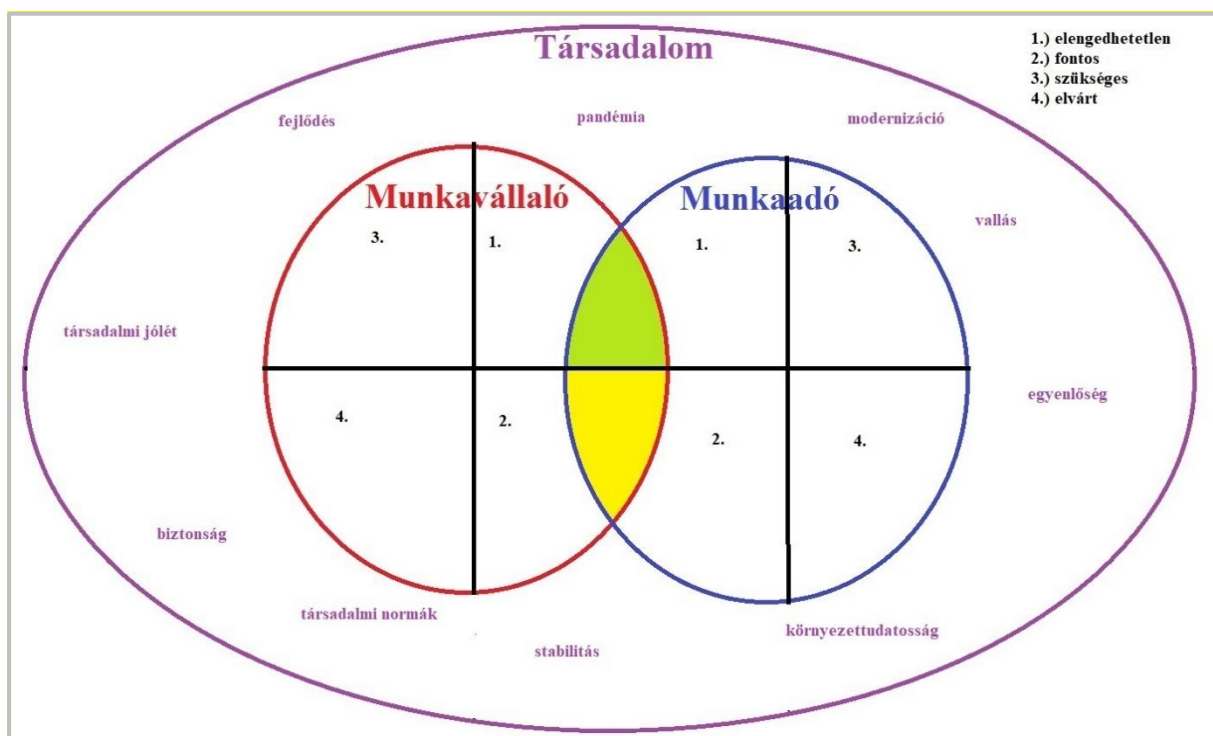 Társadalom
1.) elengedhetetlen
2.) fontos
3.) szükséges
4.) elvárt
fejlődés
pandémia
modernizáció
Munkavállaló
Munkaadó
vallás
3.
1.
1.
3.
társadalmi jólét
egyenlőség
4.
2.
2.
4.
biztonság
társadalmi normák
stabilitás
környezettudatosság